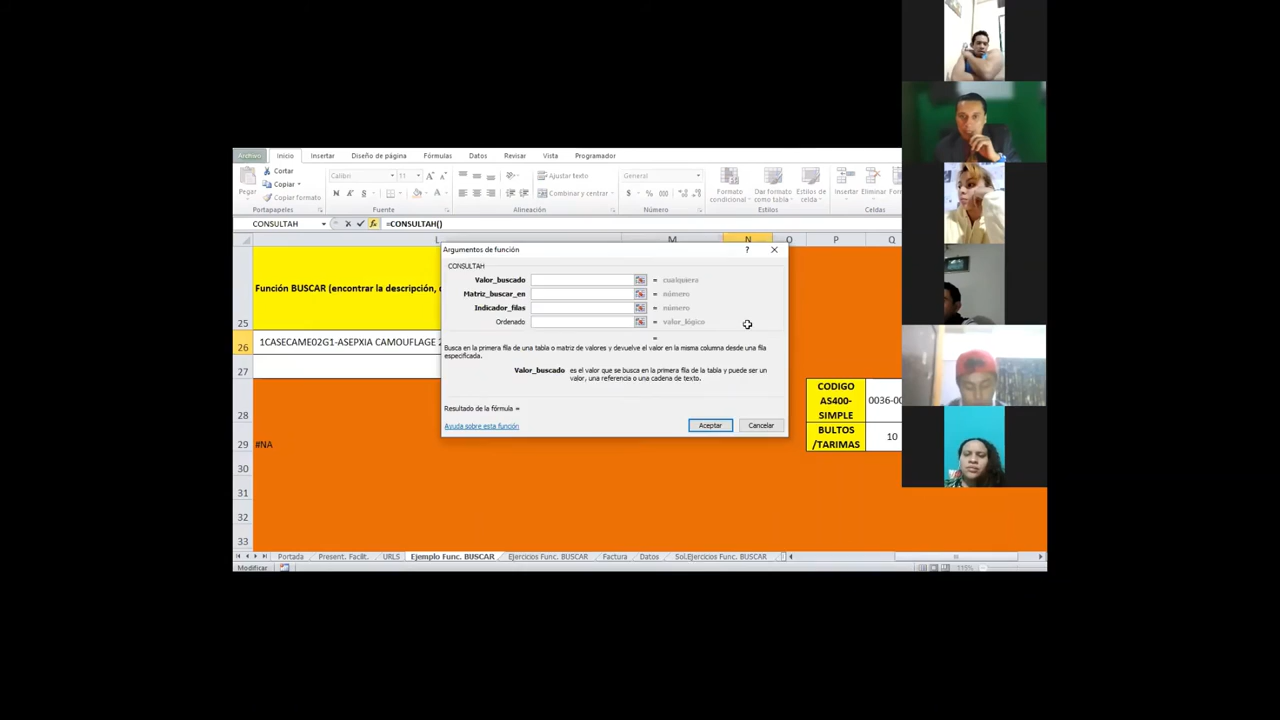 Archivo Inicio Insertar Diseño de página Fórmulas Datos Revisar Vista Programador
Pegar
Cortar
Copiar
Copiar formato
Portapapeles
Calibri 11
N K S
Fuente
Ajustar texto
Combinar y centrar
Alineación
General
$ % 000
Número
Formato condicional
Dar formato como tabla
Estilos de celda
Estilos
Insertar Eliminar
Celdas
CONSULTAH =CONSULTAH()
L M N O P Q
25 Función BUSCAR (encontrar la descripción,
26 1CASECAME02G1-ASEPXIA CAMOUFLAGE
27
28 CODIGO
AS400-
SIMPLE
0036-00
29 #NA
BULTOS
/TARIMAS
10
30
31
32
33
Argumentos de función ?
CONSULTAH
Valor_buscado = cualquiera
Matriz_buscar_en = número
Indicador_filas = número
Ordenado = valor_lógico
=
Busca en la primera fila de una tabla o matriz de valores y devuelve el valor en la misma columna desde una fila
especificada.
Valor_buscado es el valor que se busca en la primera fila de la tabla y puede ser un
valor, una referencia o una cadena de texto.
Resultado de la fórmula =
Ayuda sobre esta función
Aceptar Cancelar
Portada Present. Facilit. URLS Ejemplo Func. BUSCAR Ejercicios Func. BUSCAR Factura Datos Sol.Ejercicios Func. BUSCAR
Modificar 115%